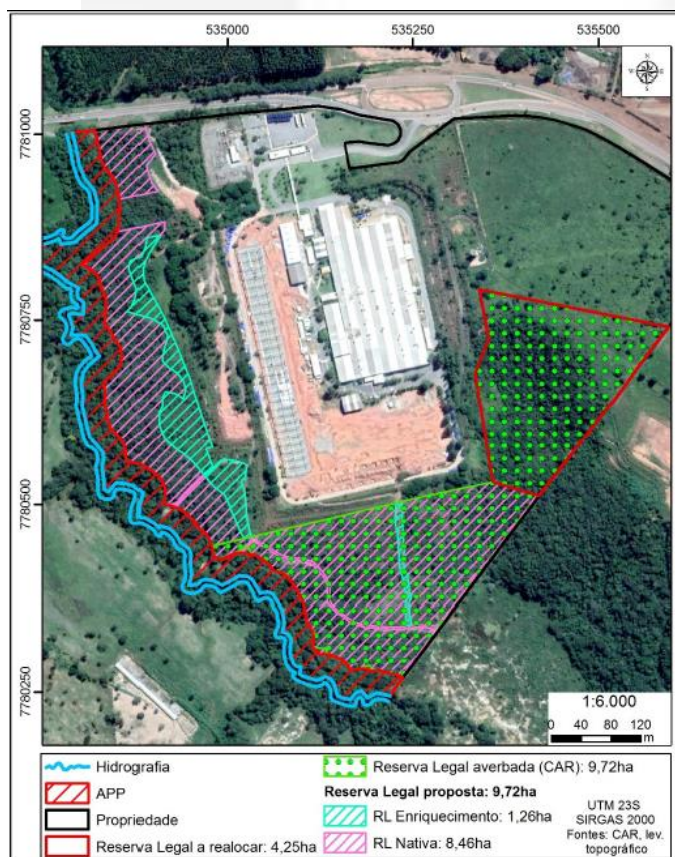 535000
535250
535500
N
W
E
S
7781000
7780750
7780500
7780250
1:6.000
0 40 80 120
m
Hidrografia
APP
Propriedade
Reserva Legal a realocar: 4,25ha
Reserva Legal averbada (CAR): 9,72ha
Reserva Legal proposta: 9,72ha
RL Enriquecimento: 1,26ha
RL Nativa: 8,46ha
UTM 23S
SIRGAS 2000
Fontes: CAR, lev.
topográfico